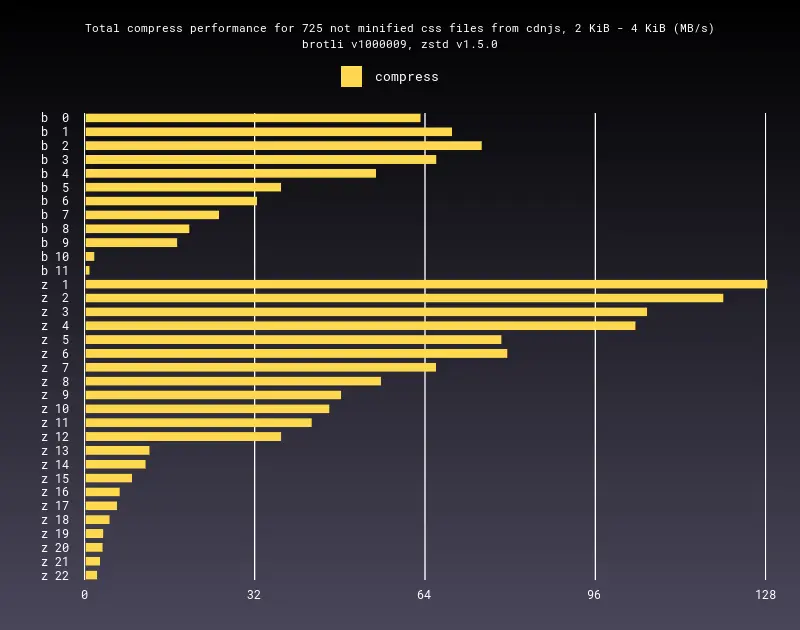 Total compress performance for 725 not minified css files from cdnjs, 2 KiB - 4 KiB (MB/s)
brotli v1000009, zstd v1.5.0
compress
b 0
b 1
b 2
b 3
b 4
b 5
b 6
b 7
b 8
b 9
b 10
b 11
z 1
z 2
z 3
z 4
z 5
z 6
z 7
z 8
z 9
z 10
z 11
z 12
z 13
z 14
z 15
z 16
z 17
z 18
z 19
z 20
z 21
z 22
0 32 64 96 128